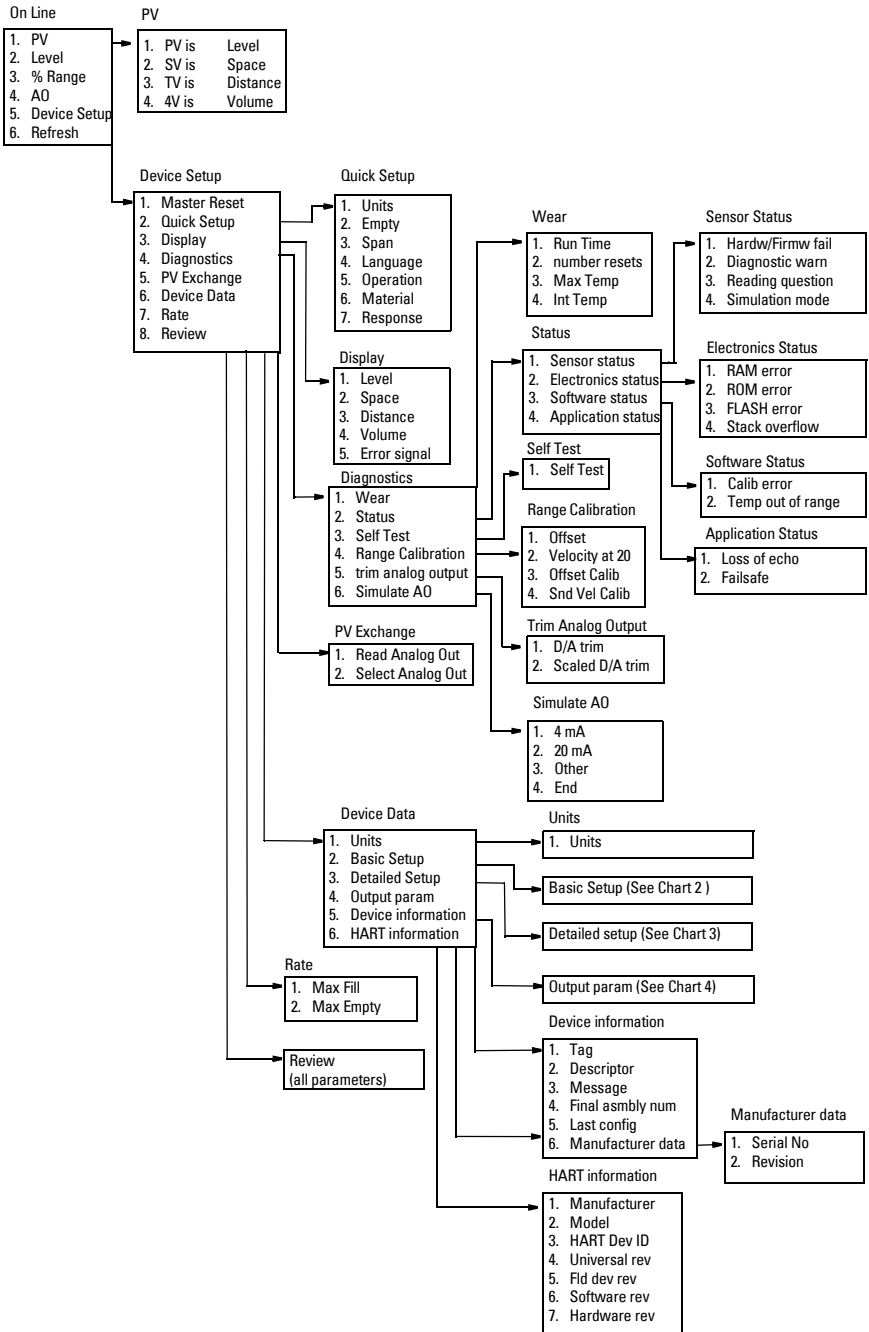 On Line
1. PV
2. Level
3. % Range
4. AO
5. Device Setup
6. Refresh
PV
1. PV is Level
2. SV is Space
3. TV is Distance
4. 4V is Volume
Device Setup
1. Master Reset
2. Quick Setup
3. Display
4. Diagnostics
5. PV Exchange
6. Device Data
7. Rate
8. Review
Quick Setup
1. Units
2. Empty
3. Span
4. Language
5. Operation
6. Material
7. Response
Display
1. Level
2. Space
3. Distance
4. Volume
5. Error signal
Diagnostics
1. Wear
2. Status
3. Self Test
4. Range Calibration
5. trim analog output
6. Simulate AO
PV Exchange
1. Read Analog Out
2. Select Analog Out
Wear
1. Run Time
2. number resets
3. Max Temp
4. Int Temp
Status
1. Sensor status
2. Electronics status
3. Software status
4. Application status
Self Test
1. Self Test
Range Calibration
1. Offset
2. Velocity at 20
3. Offset Calib
4. Snd Vel Calib
Trim Analog Output
1. D/A trim
2. Scaled D/A trim
Simulate AO
1. 4 mA
2. 20 mA
3. Other
4. End
Sensor Status
1. Hardw/Firmw fail
2. Diagnostic warn
3. Reading question
4. Simulation mode
Electronics Status
1. RAM error
2. ROM error
3. FLASH error
4. Stack overflow
Software Status
1. Calib error
2. Temp out of range
Application Status
1. Loss of echo
2. Failsafe
Device Data
1. Units
2. Basic Setup
3. Detailed Setup
4. Output param
5. Device information
6. HART information
Rate
1. Max Fill
2. Max Empty
Review
(all parameters)
Units
1. Units
Basic Setup (See Chart 2 )
Detailed setup (See Chart 3)
Output param (See Chart 4)
Device information
1. Tag
2. Descriptor
3. Message
4. Final asmbly num
5. Last config
6. Manufacturer data
Manufacturer data
1. Serial No
2. Revision
HART information
1. Manufacturer
2. Model
3. HART Dev ID
4. Universal rev
5. Fld dev rev
6. Software rev
7. Hardware rev